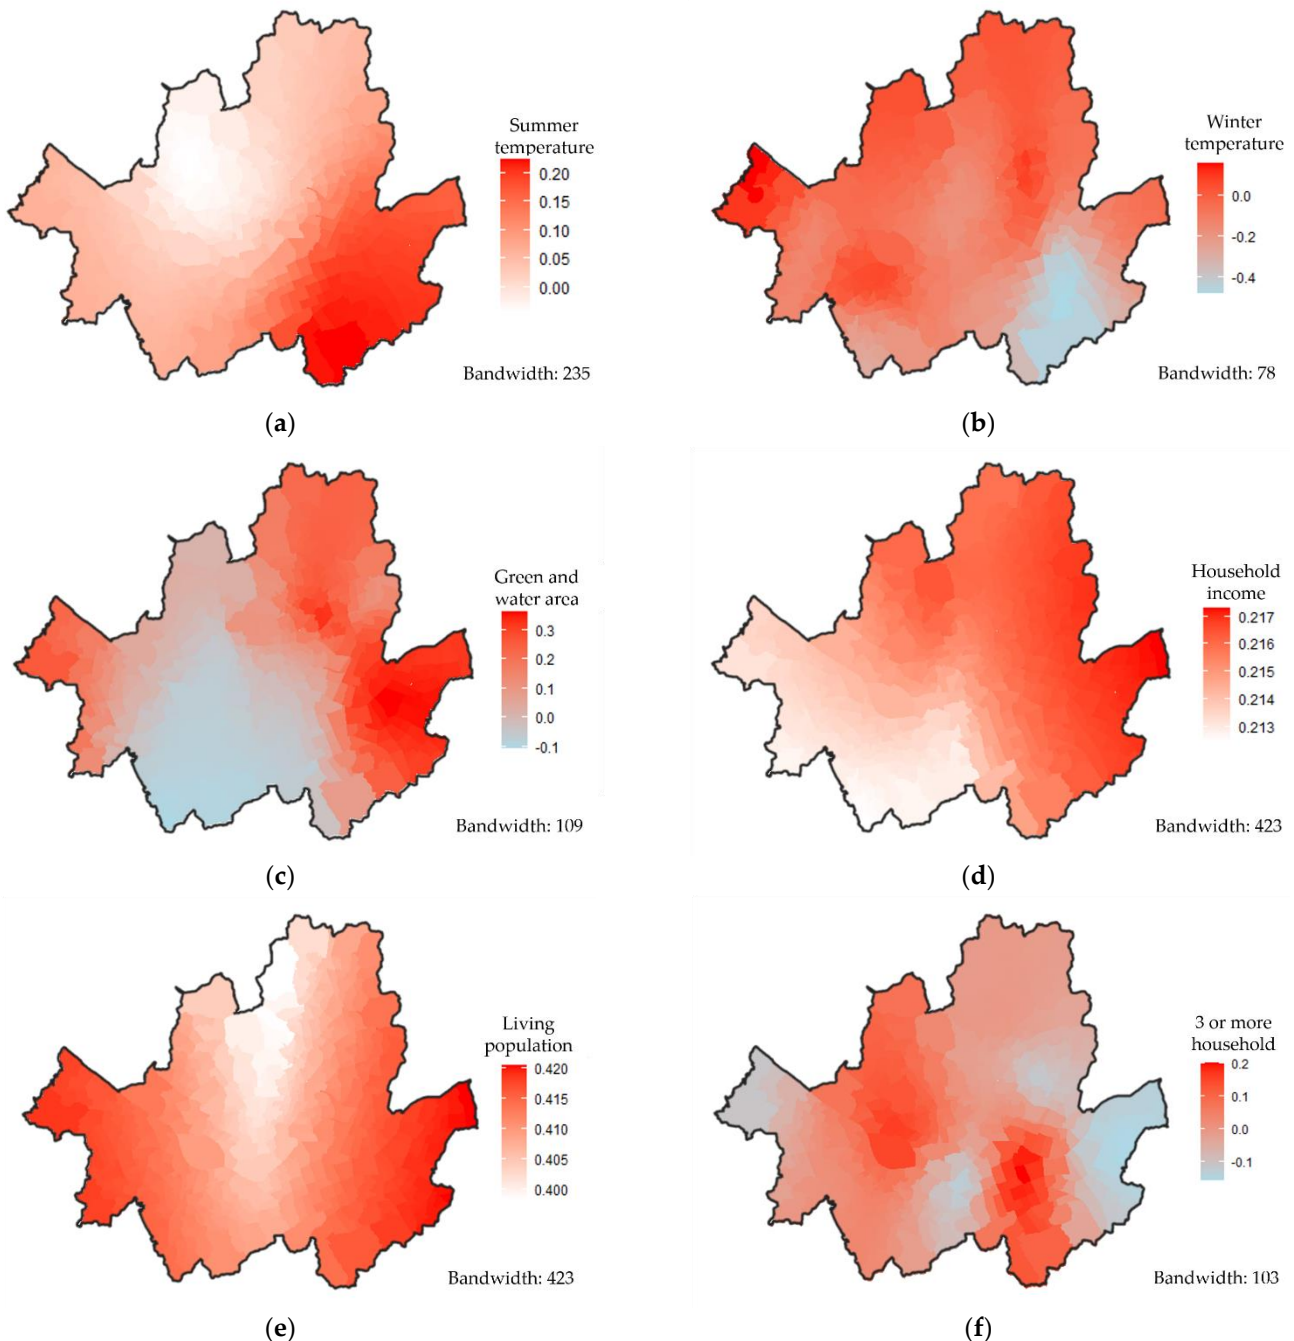 Summer
temperature
0.20
0.15
0.10
0.05
0.00
Bandwidth: 235
(a)
Winter
temperature
0.0
-0.2
-0.4
Bandwidth: 78
(b)
Green and
water area
0.3
0.2
0.1
0.0
-0.1
Bandwidth: 109
(c)
Household
income
0.217
0.216
0.215
0.214
0.213
Bandwidth: 423
(d)
Living
population
0.420
0.410
0.405
0.400
Bandwidth: 423
(e)
3 or more
household
0.2
0.1
0.0
-0.1
Bandwidth: 103
(f)